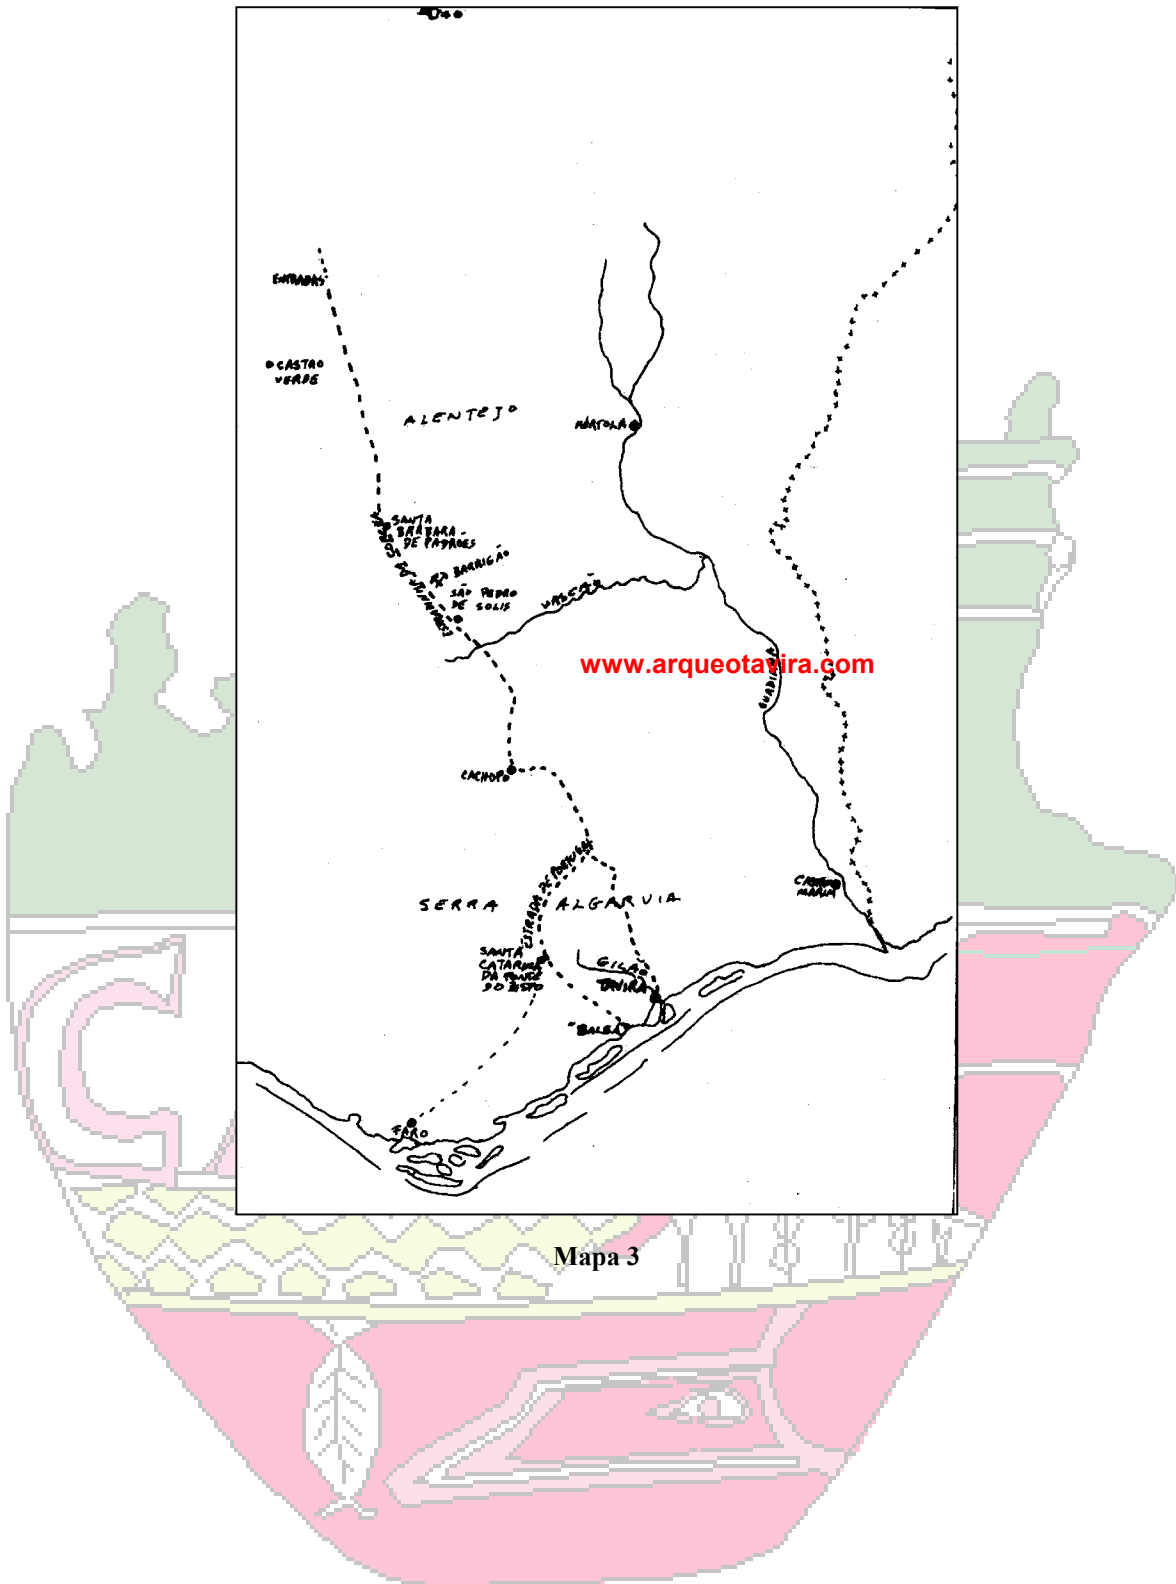 ENTRADAS
CASTRO
VERDE
ALENTEJO
MÉRTOLA
SANTA
BÁRBARA
DE PADRÕES
BARRIGÃO
SÃO PEDRO
DE SOLIS
VASCÃO
www.arqueotavira.com
GUADIANA
CACHOPO
ESTRADA DE PORTUGAL
SERRA ALGARVIA
CASTRO
MARIM
SANTA
CATARINA
DA FONTE
DO BISPO
GILÃO
TAVIRA
BALSA
FARO
Mapa 3